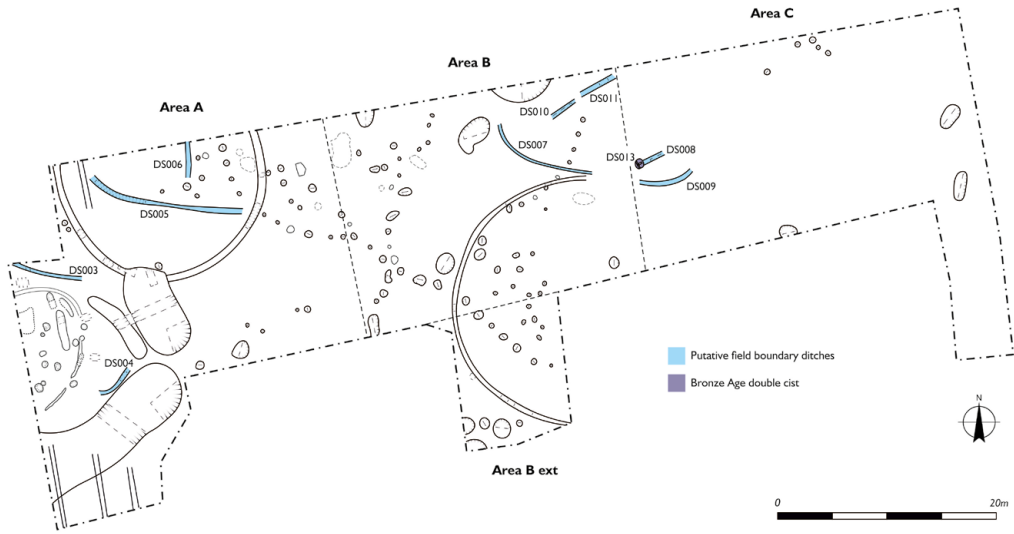 Area C
Area B
Area A
DS011
DS010
DS007
DS006
DS013
DS008
DS009
DS005
DS003
DS004
Putative field boundary ditches
Bronze Age double cist
N
Area B ext
0
20m